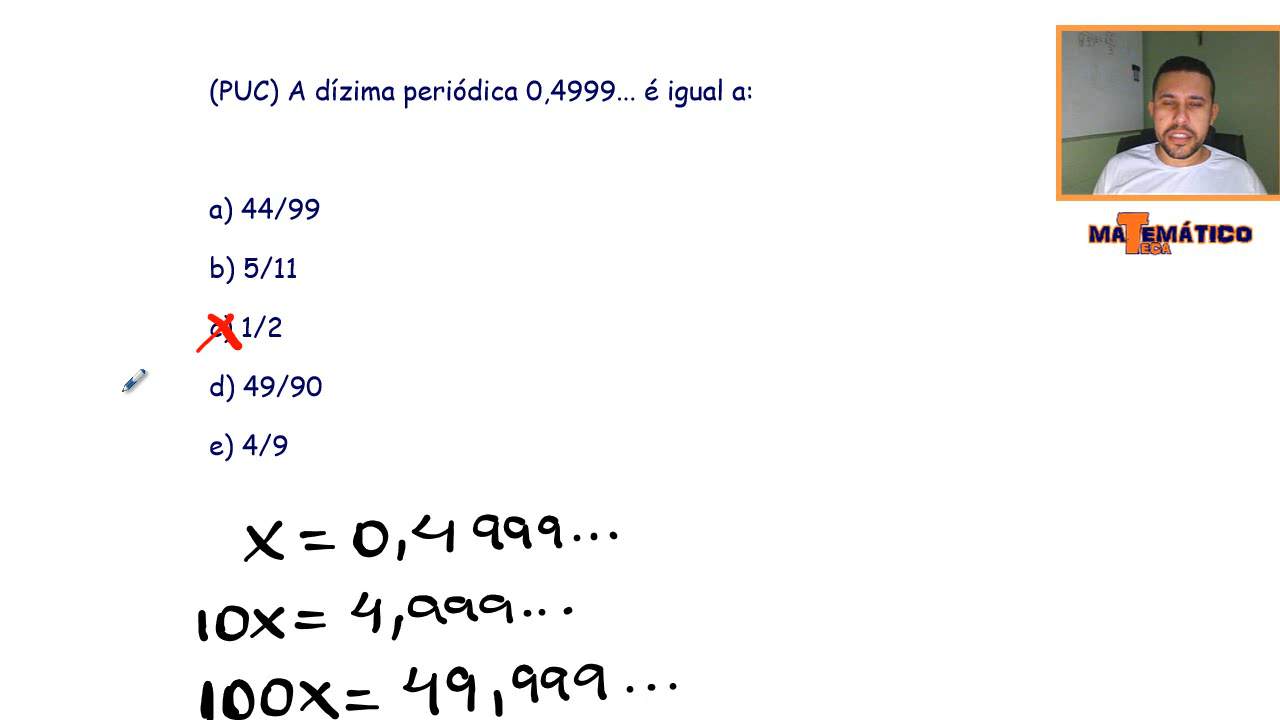 (PUC) A dízima periódica 0,4999... é igual a:
a) 44/99
b) 5/11
c) 1/2
d) 49/90
e) 4/9
x = 0,4999...
10x = 4,999...
100x = 49,999...
MATEMÁTICO
TECA